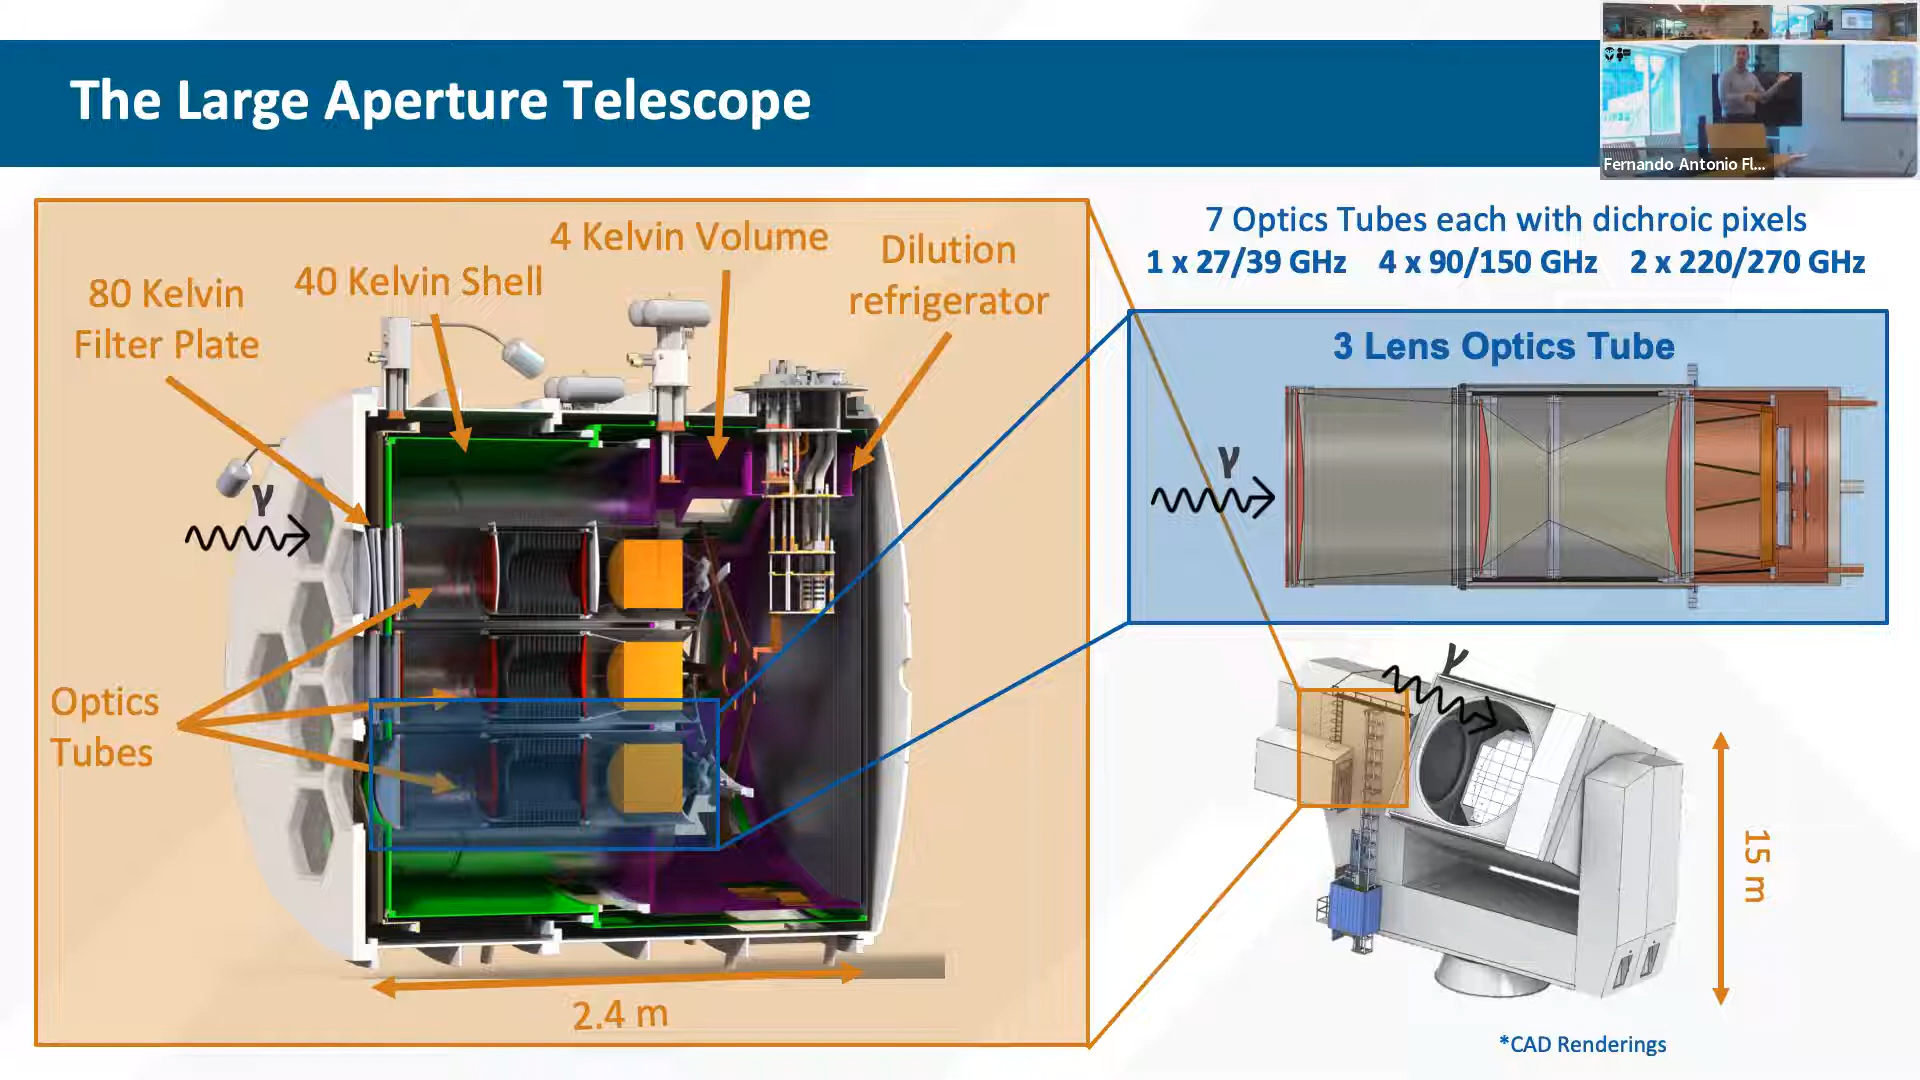 The Large Aperture Telescope
Fernando Antonio Fl...
7 Optics Tubes each with dichroic pixels
1 x 27/39 GHz 4 x 90/150 GHz 2 x 220/270 GHz
4 Kelvin Volume
Dilution
refrigerator
40 Kelvin Shell
80 Kelvin
Filter Plate
γ
Optics
Tubes
2.4 m
3 Lens Optics Tube
γ
γ
15 m
*CAD Renderings